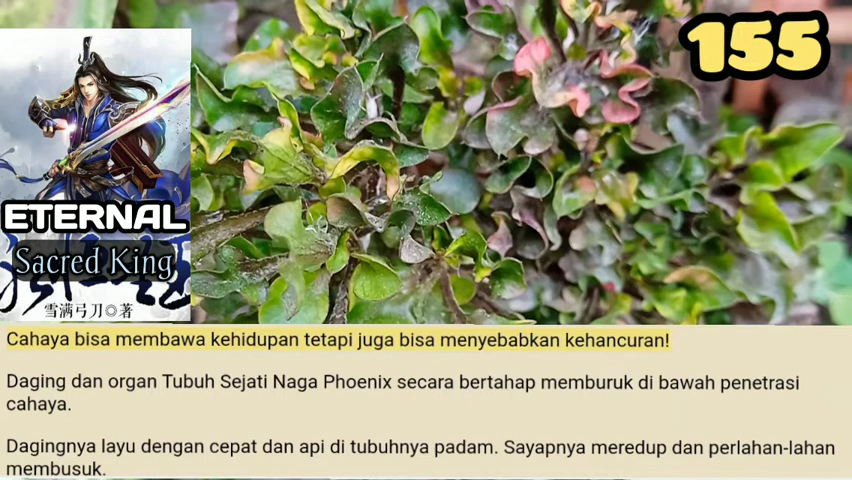 155
ETERNAL
Sacred King
雪满弓刀◎著
Cahaya bisa membawa kehidupan tetapi juga bisa menyebabkan kehancuran!
Daging dan organ Tubuh Sejati Naga Phoenix secara bertahap memburuk di bawah penetrasi
cahaya.
Dagingnya layu dengan cepat dan api di tubuhnya padam. Sayapnya meredup dan perlahan-lahan
membusuk.